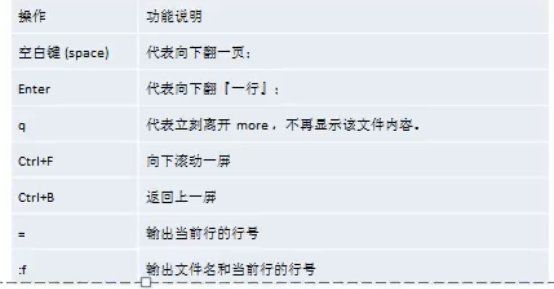 操作 功能说明
空白键 (space) 代表向下翻一页；
Enter 代表向下翻『一行』；
q 代表立刻离开 more ，不再显示该文件内容。
Ctrl+F 向下滚动一屏
Ctrl+B 返回上一屏
= 输出当前行的行号
:f 输出文件名和当前行的行号